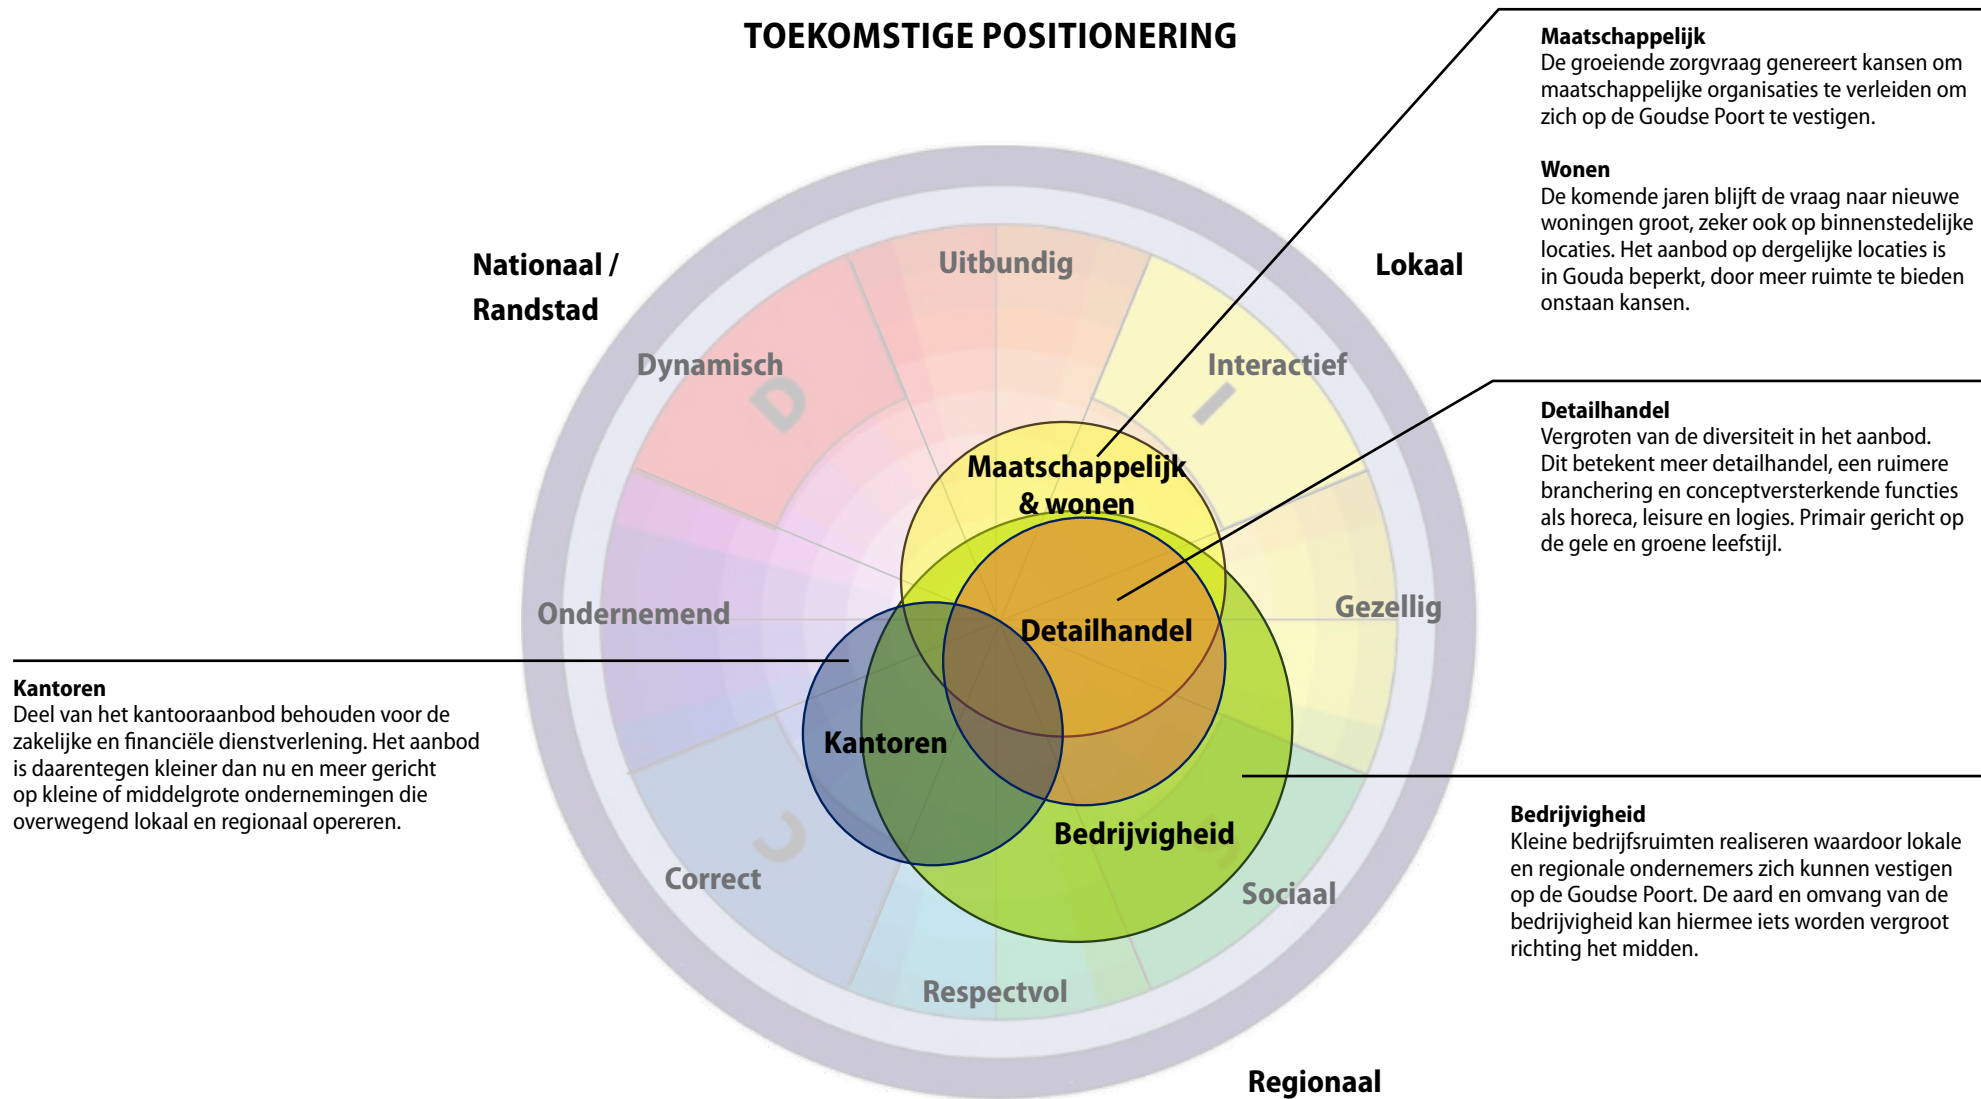 TOEKOMSTIGE POSITIONERING
Maatschappelijk
De groeiende zorgvraag genereert kansen om
maatschappelijke organisaties te verleiden om
zich op de Goudse Poort te vestigen.
Wonen
De komende jaren blijft de vraag naar nieuwe
woningen groot, zeker ook op binnenstedelijke
locaties. Het aanbod op dergelijke locaties is
in Gouda beperkt, door meer ruimte te bieden
onstaan kansen.
Nationaal /
Randstad
Lokaal
Uitbundig
Dynamisch
Interactief
D
I
Detailhandel
Vergroten van de diversiteit in het aanbod.
Dit betekent meer detailhandel, een ruimere
branchering en conceptversterkende functies
als horeca, leisure en logies. Primair gericht op
de gele en groene leefstijl.
Maatschappelijk
& wonen
Ondernemend
Gezellig
Detailhandel
Kantoren
Deel van het kantooraanbod behouden voor de
zakelijke en financiële dienstverlening. Het aanbod
is daarentegen kleiner dan nu en meer gericht
op kleine of middelgrote ondernemingen die
overwegend lokaal en regionaal opereren.
Kantoren
Bedrijvigheid
C
Correct
Sociaal
Respectvol
Bedrijvigheid
Kleine bedrijfsruimten realiseren waardoor lokale
en regionale ondernemers zich kunnen vestigen
op de Goudse Poort. De aard en omvang van de
bedrijvigheid kan hiermee iets worden vergroot
richting het midden.
Regionaal